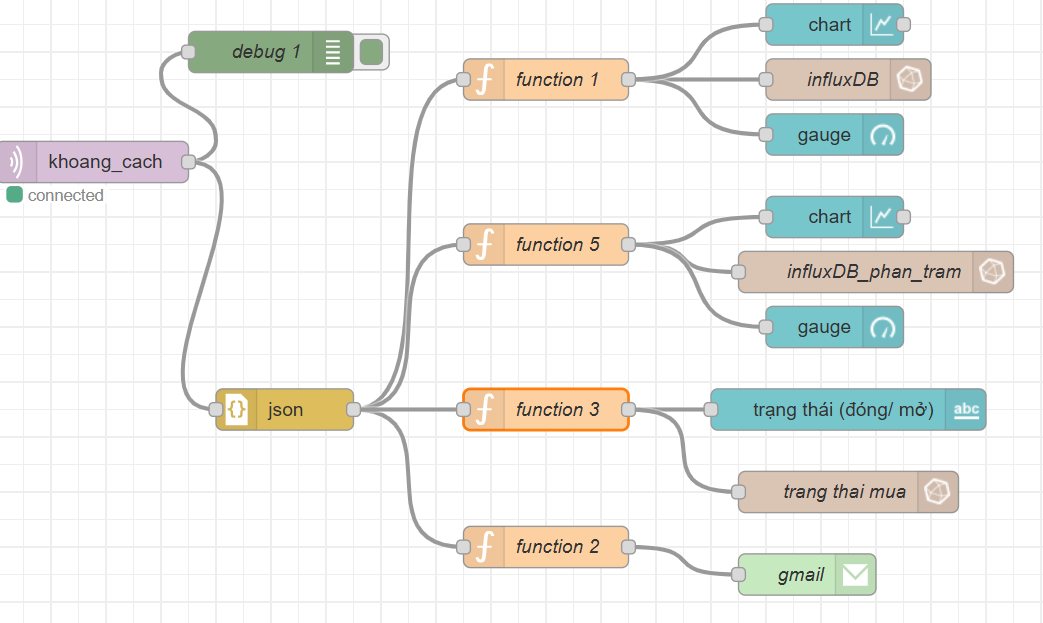 chart
debug 1
function 1
influxDB
gauge
khoang_cach
connected
chart
function 5
influxDB_phan_tram
gauge
json
function 3
trạng thái (đóng/ mở)
abc
trang thai mua
function 2
gmail